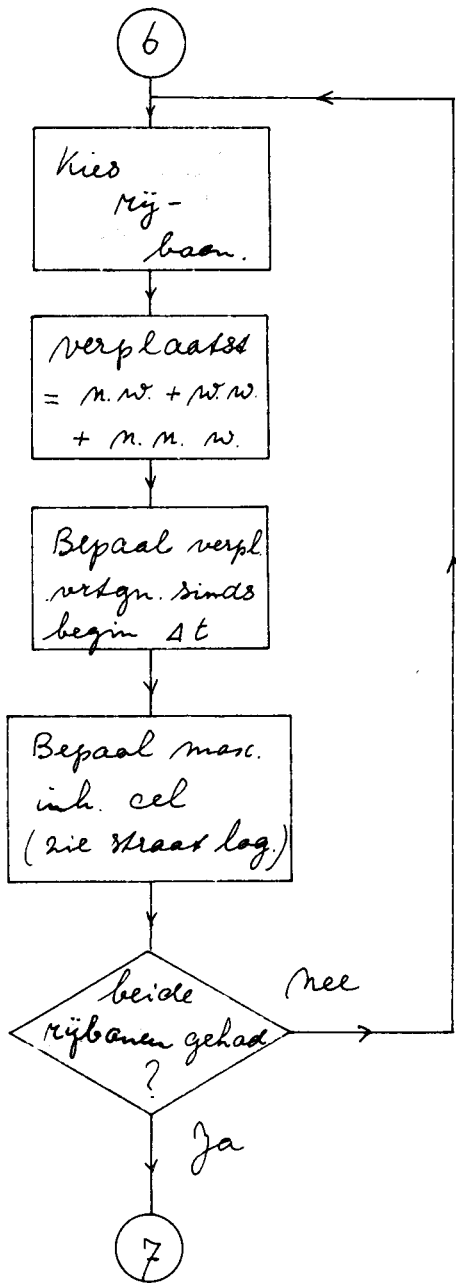 6
Kies
rij-
baan.
verplaatst
= n.w. + w.w.
+ n.n.w.
Bepaal verpl.
vrtgn. sinds
begin Δt
Bepaal max.
inh. cel
(zie straat log.)
beide
rijbanen gehad
?
nee
Ja
7